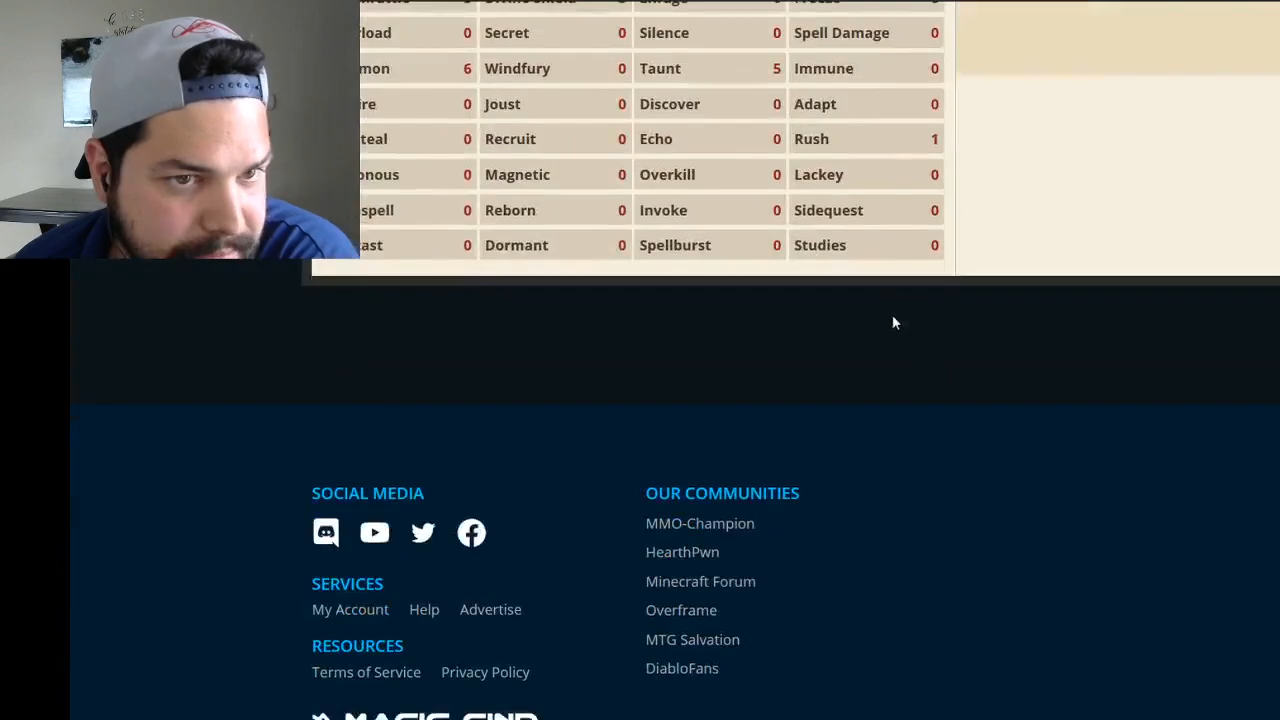 load 0 Secret 0 Silence 0 Spell Damage 0
mon 6 Windfury 0 Taunt 5 Immune 0
ire 0 Joust 0 Discover 0 Adapt 0
teal 0 Recruit 0 Echo 0 Rush 1
onous 0 Magnetic 0 Overkill 0 Lackey 0
spell 0 Reborn 0 Invoke 0 Sidequest 0
cast 0 Dormant 0 Spellburst 0 Studies 0
SOCIAL MEDIA
SERVICES
My Account Help Advertise
RESOURCES
Terms of Service Privacy Policy
OUR COMMUNITIES
MMO-Champion
HearthPwn
Minecraft Forum
Overframe
MTG Salvation
DiabloFans
MAGIC FIND